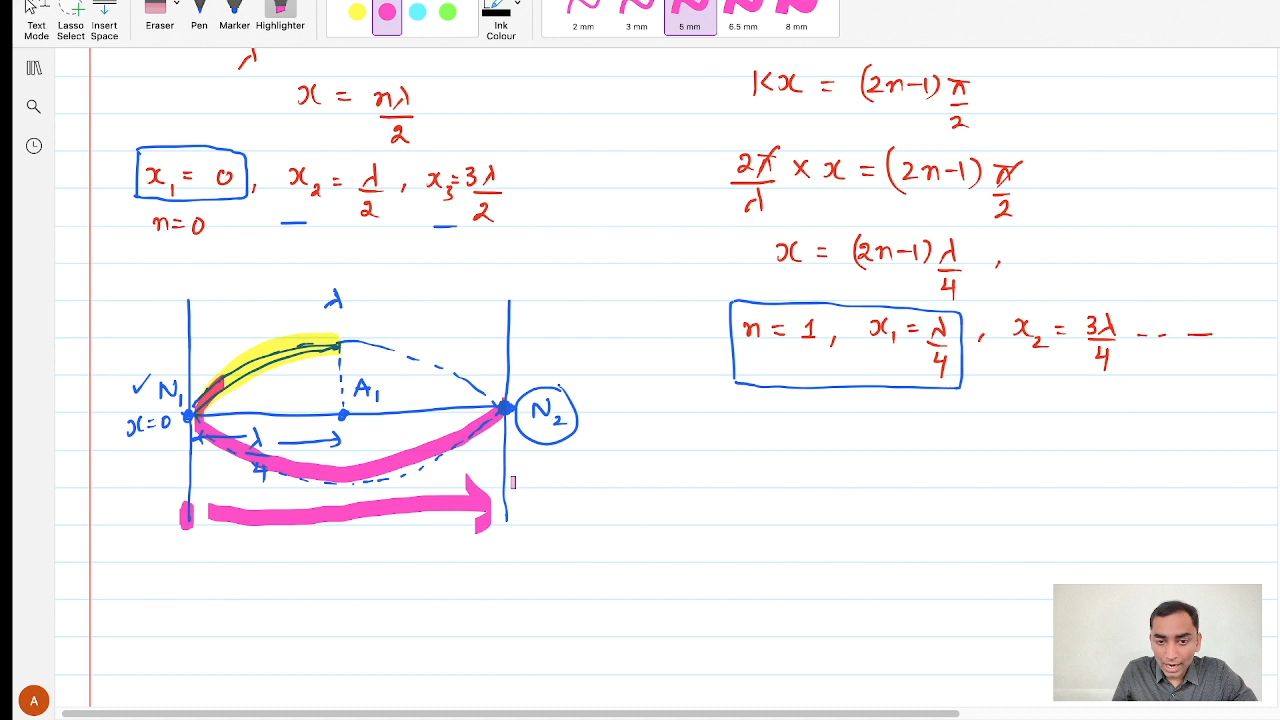 Text Mode
Lasso Select
Insert Space
Eraser
Pen
Marker
Highlighter
Ink Colour
2 mm
3 mm
5 mm
6.5 mm
8 mm
λ
x = nλ/2
x₁ = 0, x₂ = λ/2, x₃ = 3λ/2
n = 0
Kx = (2n-1) π/2
2π/λ × x = (2n-1) π/2
x = (2n-1) λ/4,
n = 1, x₁ = λ/4, x₂ = 3λ/4 -- —
λ
✓ N₁
A₁
N₂
x=0
λ/4
A